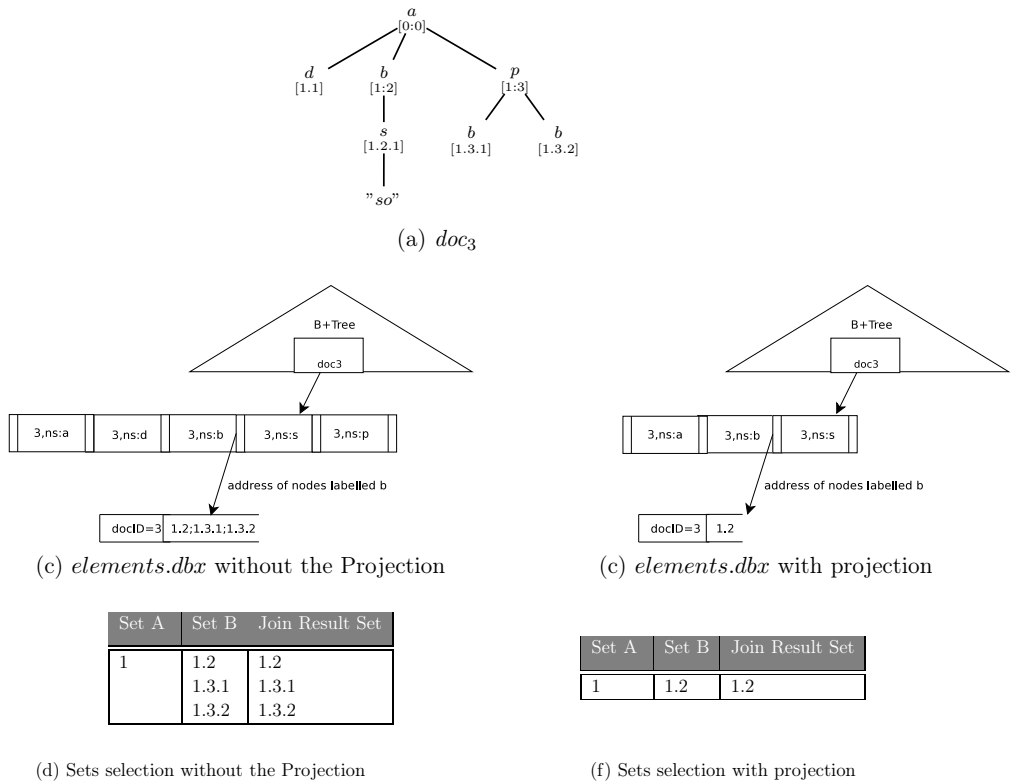 a
[0:0]
d b p
[1.1] [1:2] [1:3]
s b b
[1.2.1] [1.3.1] [1.3.2]
"so"
(a) doc3
B+Tree
doc3
3,ns:a 3,ns:d 3,ns:b 3,ns:s 3,ns:p
address of nodes labelled b
docID=3 1.2;1.3.1;1.3.2
(c) elements.dbx without the Projection
B+Tree
doc3
3,ns:a 3,ns:b 3,ns:s
address of nodes labelled b
docID=3 1.2
(c) elements.dbx with projection
Set A Set B Join Result Set
1 1.2 1.2
1.3.1 1.3.1
1.3.2 1.3.2
(d) Sets selection without the Projection
Set A Set B Join Result Set
1 1.2 1.2
(f) Sets selection with projection